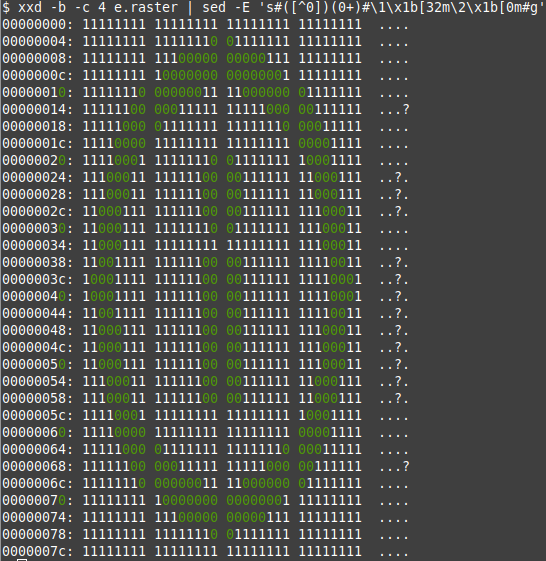 $ xxd -b -c 4 e.raster | sed -E 's#([^0])(0+)#\1\x1b[32m\2\x1b[0m#g'
00000000: 11111111 11111111 11111111 11111111  ....
00000004: 11111111 11111110 01111111 11111111  ....
00000008: 11111111 11100000 00000111 11111111  ....
0000000c: 11111111 10000000 00000001 11111111  ....
00000010: 11111110 00000011 11000000 01111111  ....
00000014: 11111100 00011111 11111000 00111111  ...?
00000018: 11111000 01111111 11111110 00011111  ....
0000001c: 11110000 11111111 11111111 00001111  ....
00000020: 11110001 11111110 01111111 10001111  ....
00000024: 11100011 11111100 00111111 11000111  ..?.
00000028: 11100011 11111100 00111111 11000111  ..?.
0000002c: 11000111 11111100 00111111 11100011  ..?.
00000030: 11000111 11111110 01111111 11100011  ....
00000034: 11000111 11111111 11111111 11100011  ....
00000038: 11001111 11111100 00111111 11110011  ..?.
0000003c: 10001111 11111100 00111111 11110001  ..?.
00000040: 10001111 11111100 00111111 11110001  ..?.
00000044: 11001111 11111100 00111111 11110011  ..?.
00000048: 11000111 11111100 00111111 11100011  ..?.
0000004c: 11000111 11111100 00111111 11100011  ..?.
00000050: 11000111 11111100 00111111 11100011  ..?.
00000054: 11100011 11111100 00111111 11000111  ..?.
00000058: 11100011 11111100 00111111 11000111  ..?.
0000005c: 11110001 11111111 11111111 10001111  ....
00000060: 11110000 11111111 11111111 00001111  ....
00000064: 11111000 01111111 11111110 00011111  ....
00000068: 11111100 00011111 11111000 00111111  ...?
0000006c: 11111110 00000011 11000000 01111111  ....
00000070: 11111111 10000000 00000001 11111111  ....
00000074: 11111111 11100000 00000111 11111111  ....
00000078: 11111111 11111110 01111111 11111111  ....
0000007c: 11111111 11111111 11111111 11111111  ....